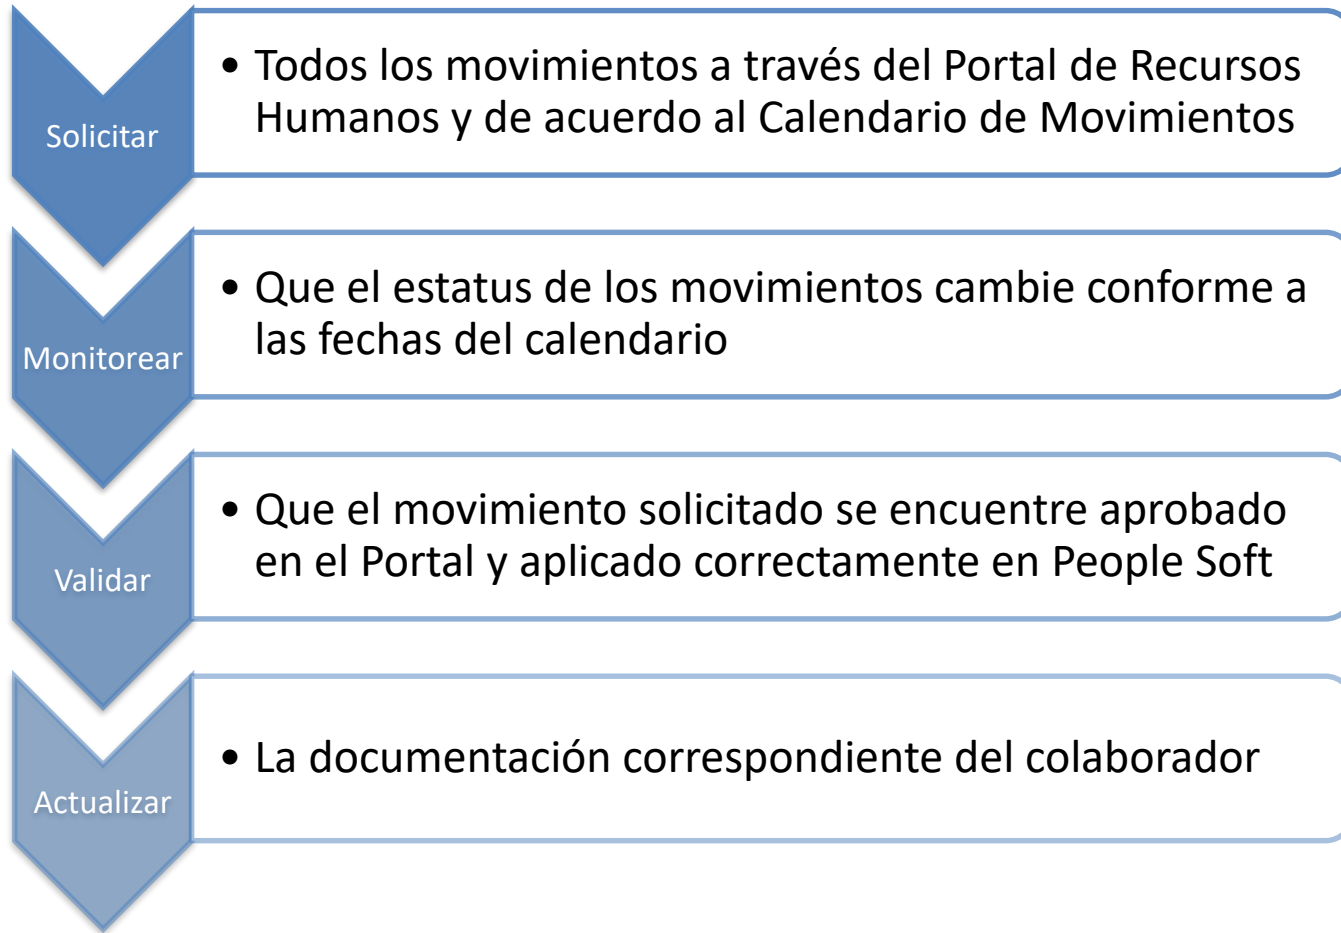 Solicitar
• Todos los movimientos a través del Portal de Recursos
Humanos y de acuerdo al Calendario de Movimientos
Monitorear
• Que el estatus de los movimientos cambie conforme a
las fechas del calendario
Validar
• Que el movimiento solicitado se encuentre aprobado
en el Portal y aplicado correctamente en People Soft
Actualizar
• La documentación correspondiente del colaborador